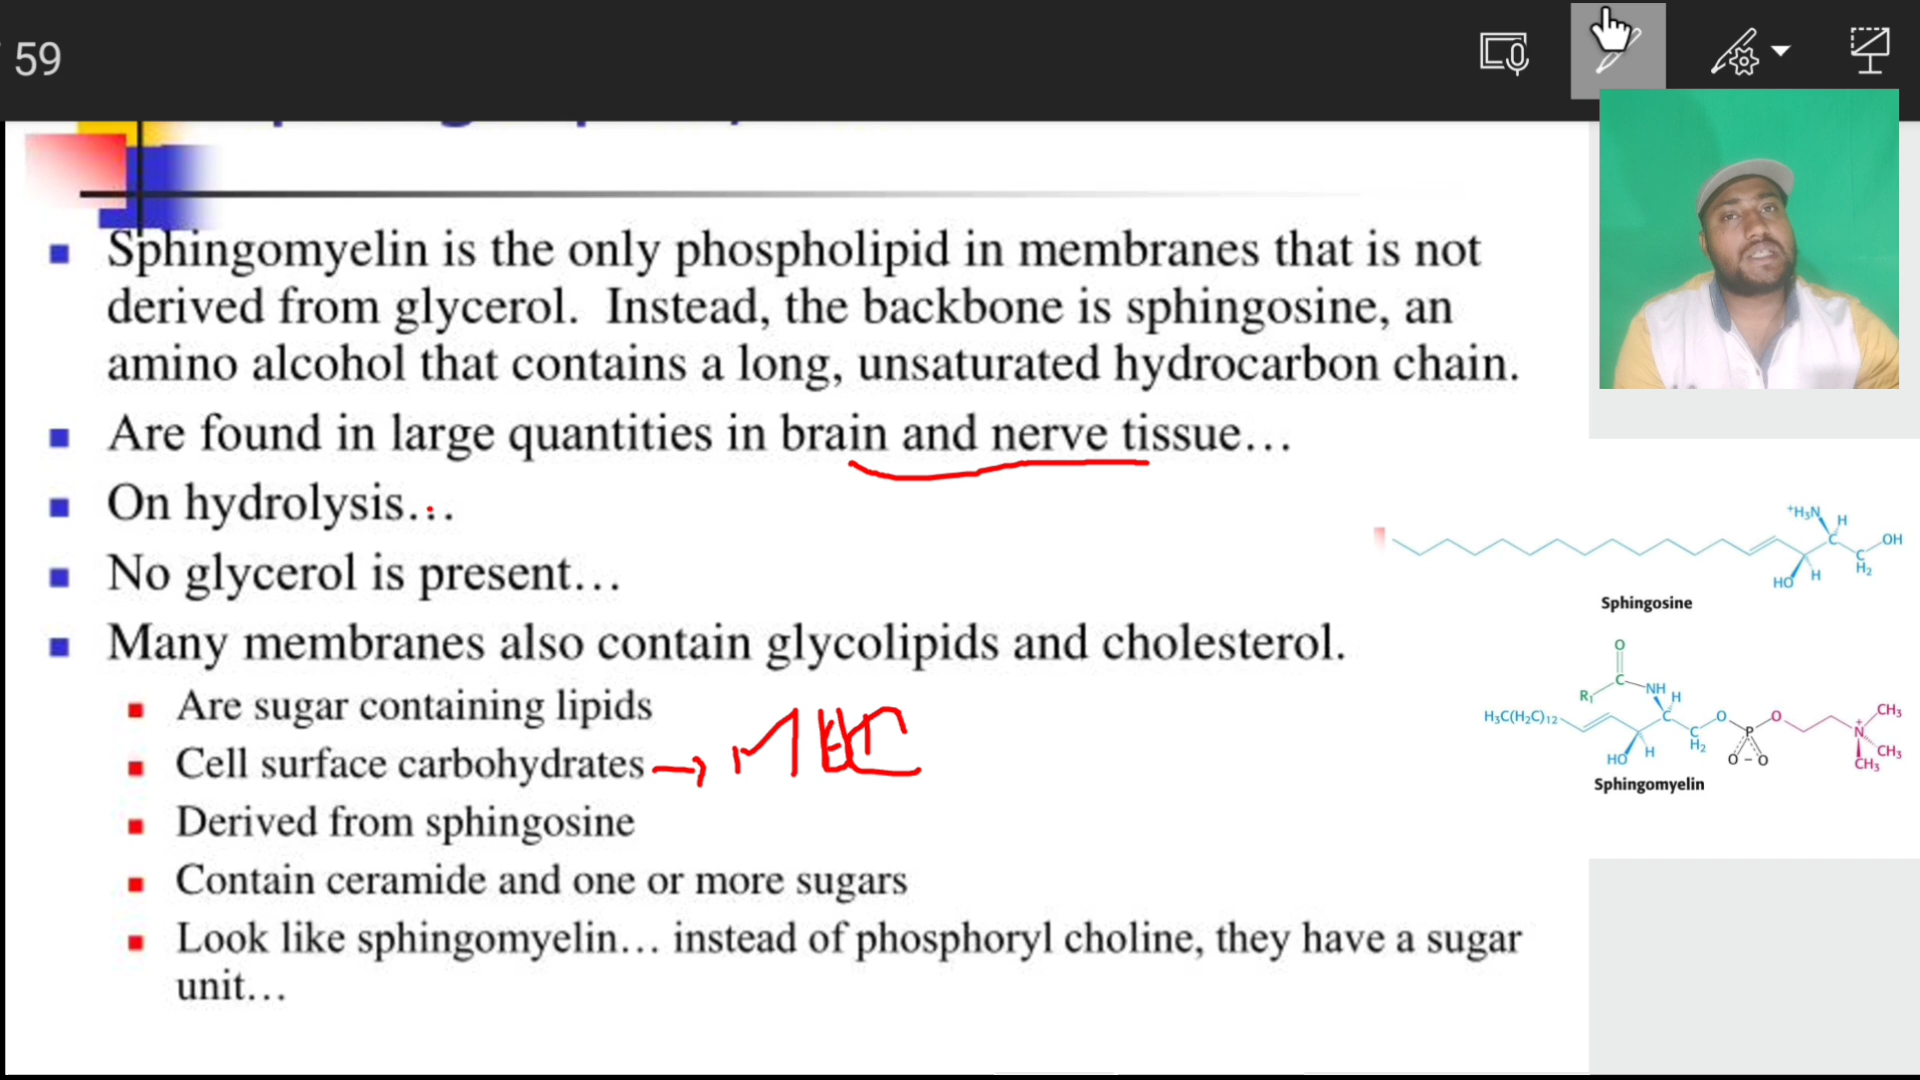 59
Sphingomyelin is the only phospholipid in membranes that is not
derived from glycerol. Instead, the backbone is sphingosine, an
amino alcohol that contains a long, unsaturated hydrocarbon chain.
Are found in large quantities in brain and nerve tissue…
On hydrolysis…
No glycerol is present…
Many membranes also contain glycolipids and cholesterol.
Are sugar containing lipids
Cell surface carbohydrates
Derived from sphingosine
Contain ceramide and one or more sugars
Look like sphingomyelin… instead of phosphoryl choline, they have a sugar
unit…
⁺H₃N H
C OH
C
HO H H₂
Sphingosine
O
C NH
R₁ H
H₃C(H₂C)₁₂ C O O CH₃
C P N⁺
HO H H₂ O – O CH₃
CH₃
Sphingomyelin